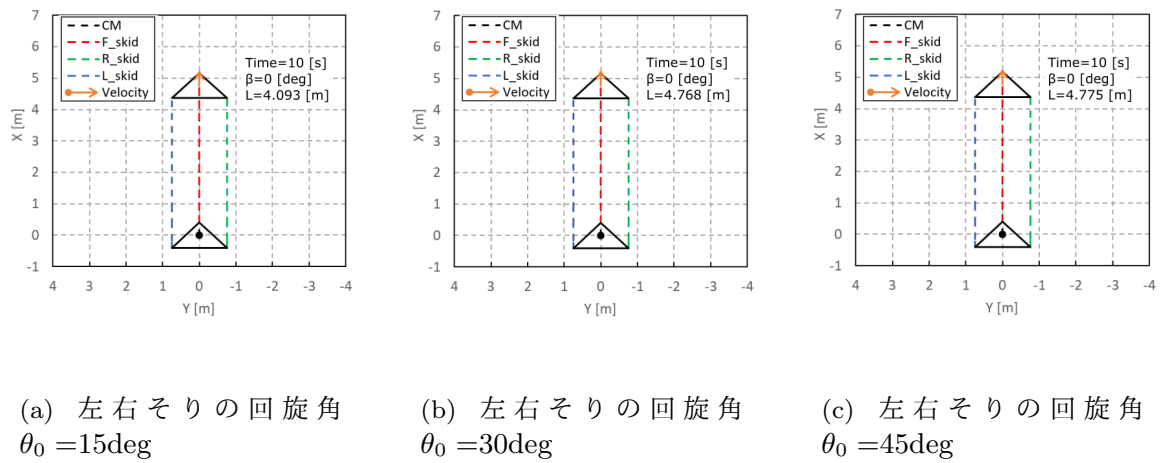 7
6
5
4
3
2
1
0
-1
X [m]
4 3 2 1 0 -1 -2 -3 -4
Y [m]
CM
F_skid
R_skid
L_skid
Velocity
Time=10 [s]
β=0 [deg]
L=4.093 [m]
7
6
5
4
3
2
1
0
-1
X [m]
4 3 2 1 0 -1 -2 -3 -4
Y [m]
CM
F_skid
R_skid
L_skid
Velocity
Time=10 [s]
β=0 [deg]
L=4.768 [m]
7
6
5
4
3
2
1
0
-1
X [m]
4 3 2 1 0 -1 -2 -3 -4
Y [m]
CM
F_skid
R_skid
L_skid
Velocity
Time=10 [s]
β=0 [deg]
L=4.775 [m]
(a) 左右そりの回旋角
θ₀ =15deg
(b) 左右そりの回旋角
θ₀ =30deg
(c) 左右そりの回旋角
θ₀ =45deg